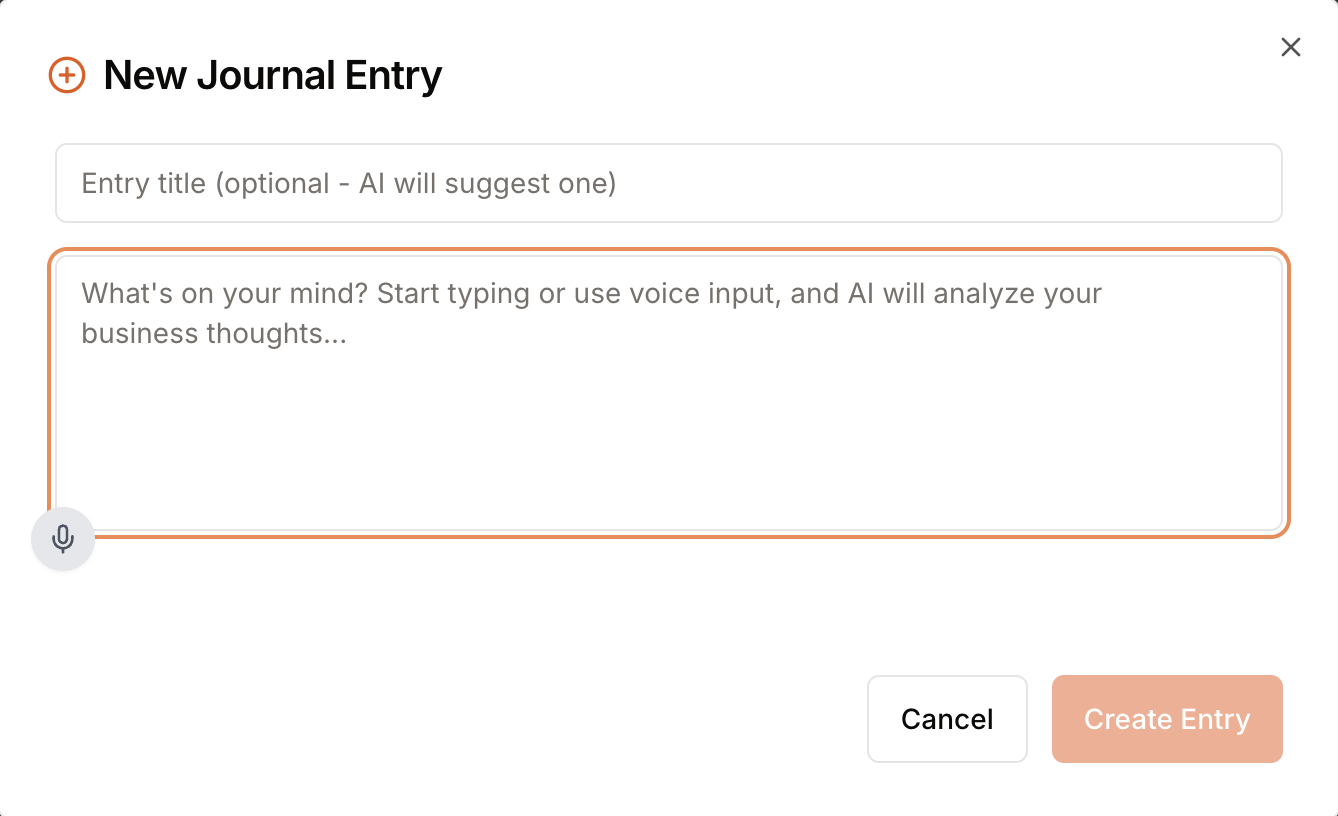 New Journal Entry
Entry title (optional - AI will suggest one)
What's on your mind? Start typing or use voice input, and AI will analyze your
business thoughts...
Cancel
Create Entry